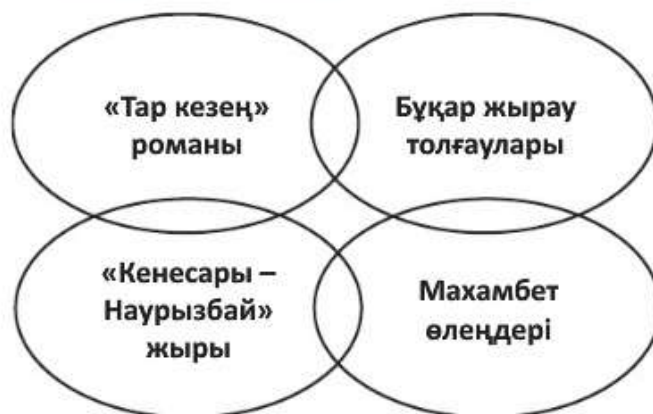 «Тар кезең»
романы
Бұқар жырау
толғаулары
«Кенесары –
Наурызбай»
жыры
Махамбет
өлеңдері